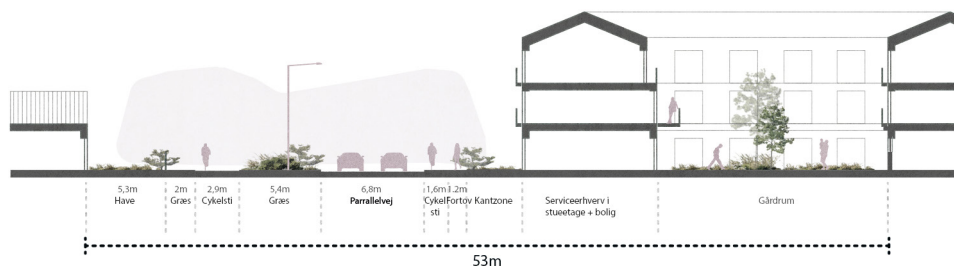 5,3m 2m 2,9m 5,4m 6,8m 1,6m 1.2m
Have Græs Cykelsti Græs Parrallelvej Cykel Fortov Kantzone Serviceerhverv i Gårdrum
sti stueetage + bolig
53m